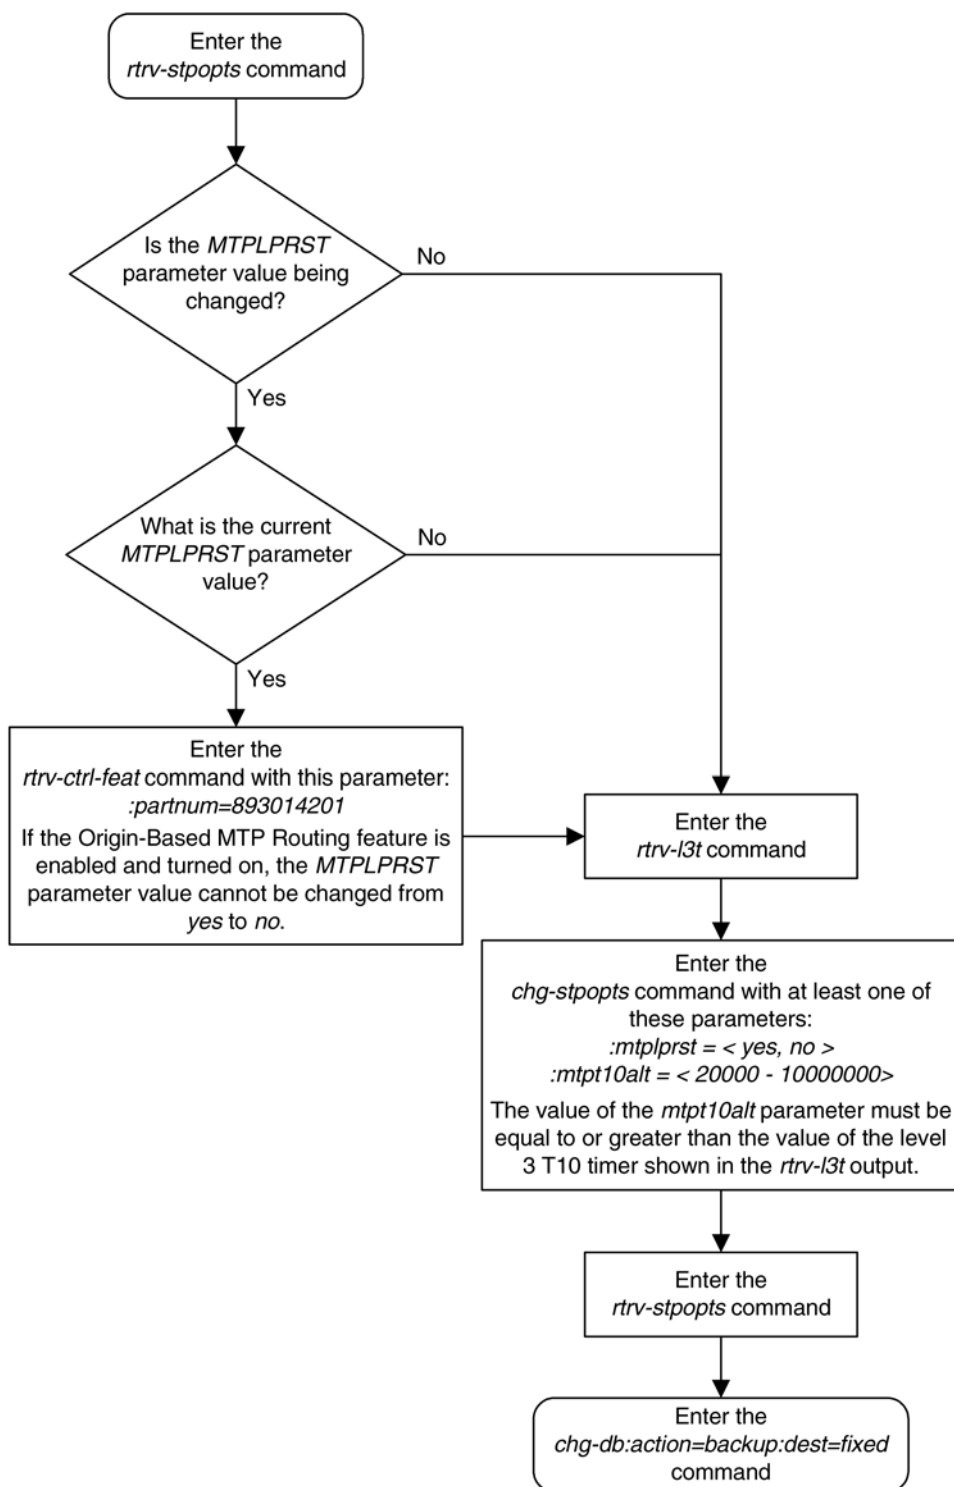 Enter the
rtrv-stpopts command
Is the MTPLPRST
parameter value being
changed?
No
Yes
What is the current
MTPLPRST parameter
value?
No
Yes
Enter the
rtrv-ctrl-feat command with this parameter:
:partnum=893014201
If the Origin-Based MTP Routing feature is
enabled and turned on, the MTPLPRST
parameter value cannot be changed from
yes to no.
Enter the
rtrv-l3t command
Enter the
chg-stpopts command with at least one of
these parameters:
:mtplprst = < yes, no >
:mtpt10alt = < 20000 - 10000000>
The value of the mtpt10alt parameter must be
equal to or greater than the value of the level
3 T10 timer shown in the rtrv-l3t output.
Enter the
rtrv-stpopts command
Enter the
chg-db:action=backup:dest=fixed
command